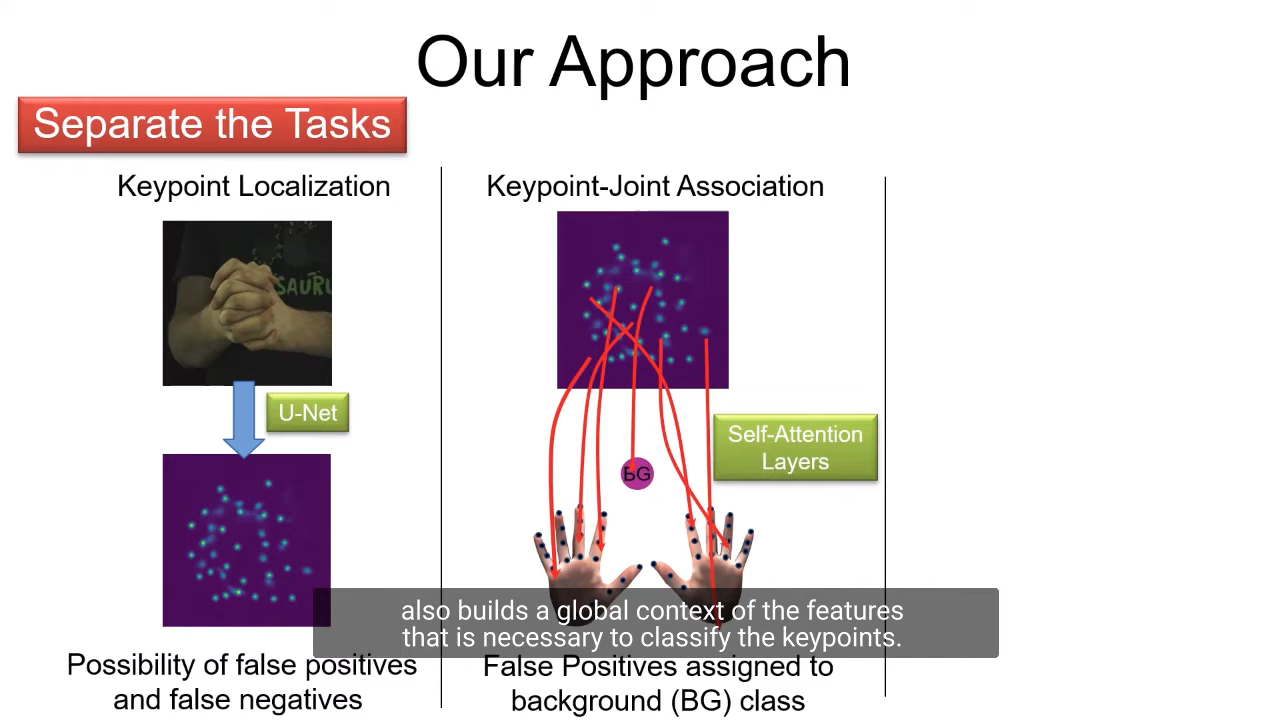 Our Approach
Separate the Tasks
Keypoint Localization
SAURU
U-Net
Possibility of false positives
and false negatives
Keypoint-Joint Association
Self-Attention
Layers
BG
False Positives assigned to
background (BG) class
also builds a global context of the features
that is necessary to classify the keypoints.